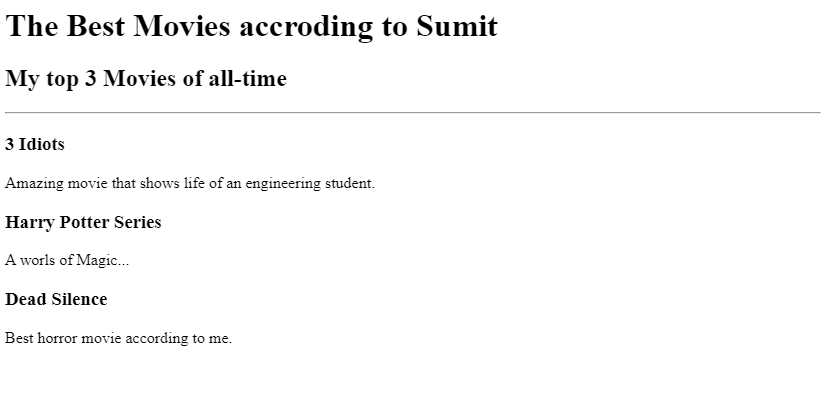 The Best Movies accroding to Sumit
My top 3 Movies of all-time
3 Idiots
Amazing movie that shows life of an engineering student.
Harry Potter Series
A worls of Magic...
Dead Silence
Best horror movie according to me.